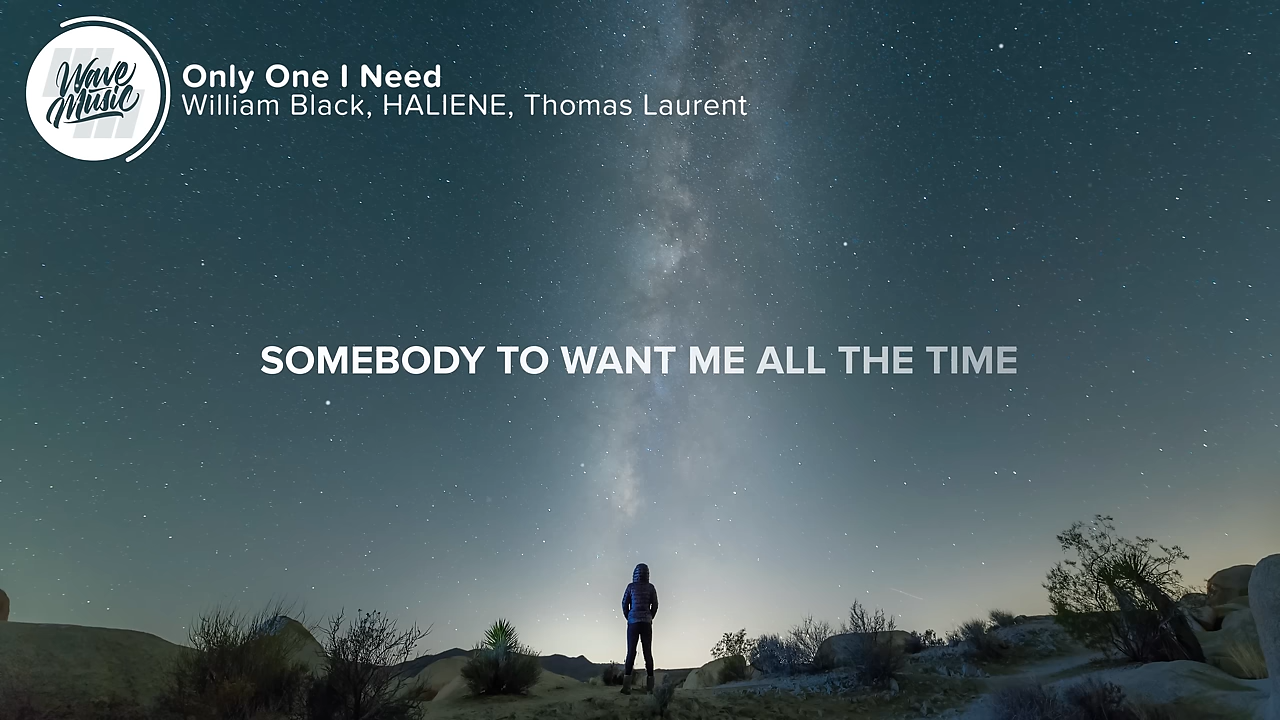 Wave
Music
Only One I Need
William Black, HALIENE, Thomas Laurent
SOMEBODY TO WANT ME ALL THE TIME